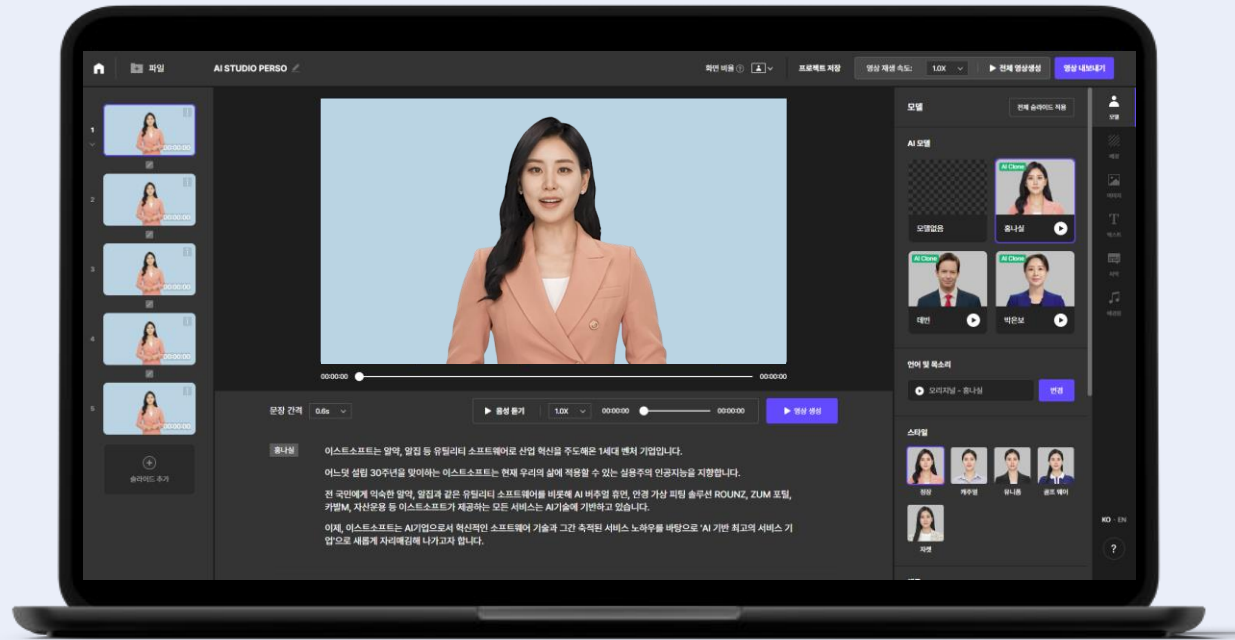 파일
AI STUDIO PERSO
화면 비율
프로젝트 저장
영상 재생 속도:
1.0X
전체 영상생성
영상 내보내기
1
00:00:00
2
00:00:00
3
00:00:00
4
00:00:00
5
00:00:00
슬라이드 추가
00:00:00
00:00:00
문장 간격
0.6s
음성 듣기
1.0X
00:00:00
00:00:00
영상 생성
홍나실
이스트소프트는 알약, 알집 등 유틸리티 소프트웨어로 산업 혁신을 주도해온 1세대 벤처 기업입니다.
어느덧 설립 30주년을 맞이하는 이스트소프트는 현재 우리의 삶에 적용할 수 있는 실용주의 인공지능을 지향합니다.
전 국민에게 익숙한 알약, 알집과 같은 유틸리티 소프트웨어를 비롯해 AI 버추얼 휴먼, 안경 가상 피팅 솔루션 ROUNZ, ZUM 포털,
카발M, 자산운용 등 이스트소프트가 제공하는 모든 서비스는 AI기술에 기반하고 있습니다.
이제, 이스트소프트는 AI기업으로서 혁신적인 소프트웨어 기술과 그간 축적된 서비스 노하우를 바탕으로 'AI 기반 최고의 서비스 기
업'으로 새롭게 자리매김해 나가고자 합니다.
모델
전체 슬라이드 적용
AI 모델
모델없음
AI Clone
홍나실
AI Clone
데빈
AI Clone
박은보
언어 및 목소리
오리지널 - 홍나실
변경
스타일
정장
캐주얼
유니폼
골프 웨어
자켓
모델
T
텍스트
KO · EN
?